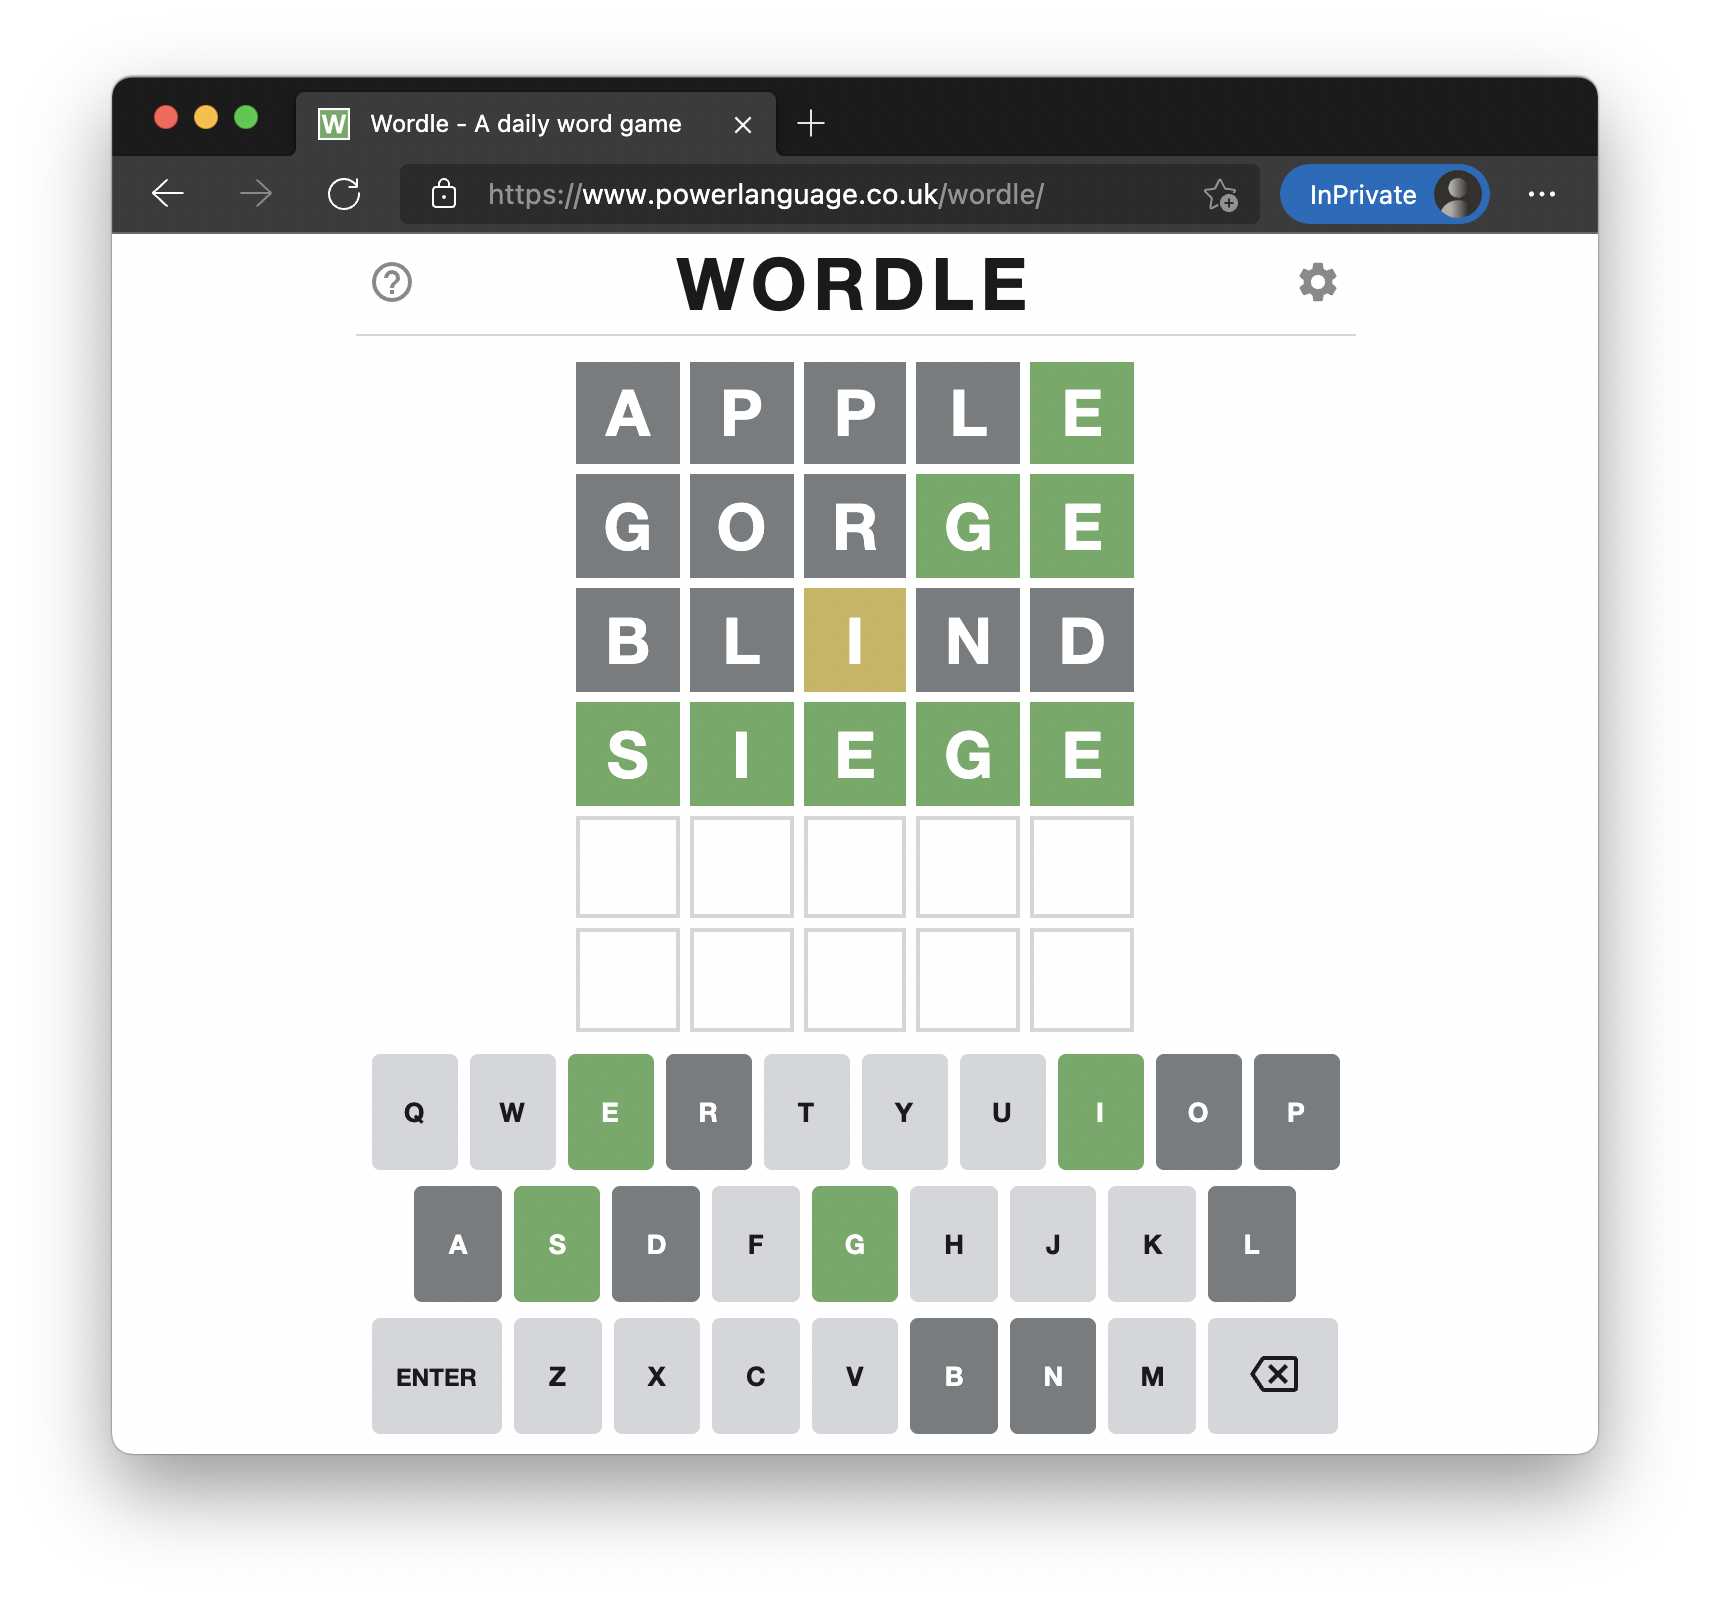 W Wordle - A daily word game
https://www.powerlanguage.co.uk/wordle/ InPrivate
? WORDLE
A P P L E
G O R G E
B L I N D
S I E G E
Q W E R T Y U I O P
A S D F G H J K L
ENTER Z X C V B N M